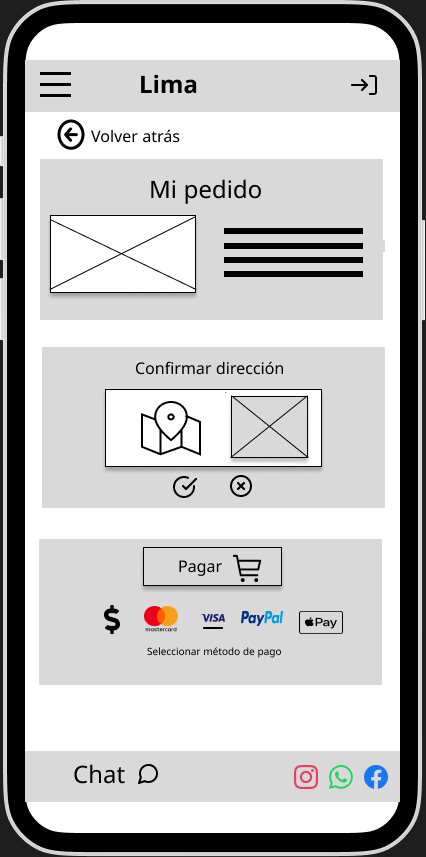 Lima
Volver atrás
Mi pedido
Confirmar dirección
Pagar
mastercard
VISA
PayPal
Pay
Seleccionar método de pago
Chat